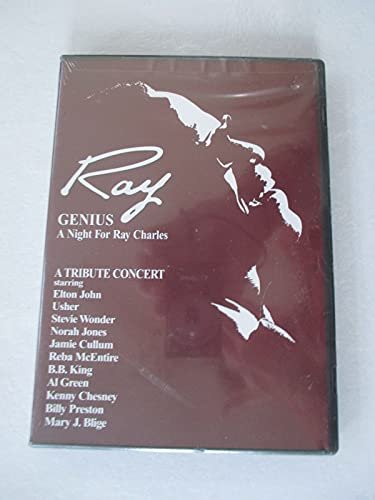 Ray
GENIUS
A Night For Ray Charles
A TRIBUTE CONCERT
starring
Elton John
Usher
Stevie Wonder
Norah Jones
Jamie Cullum
Reba McEntire
B.B. King
Al Green
Kenny Chesney
Billy Preston
Mary J. Blige